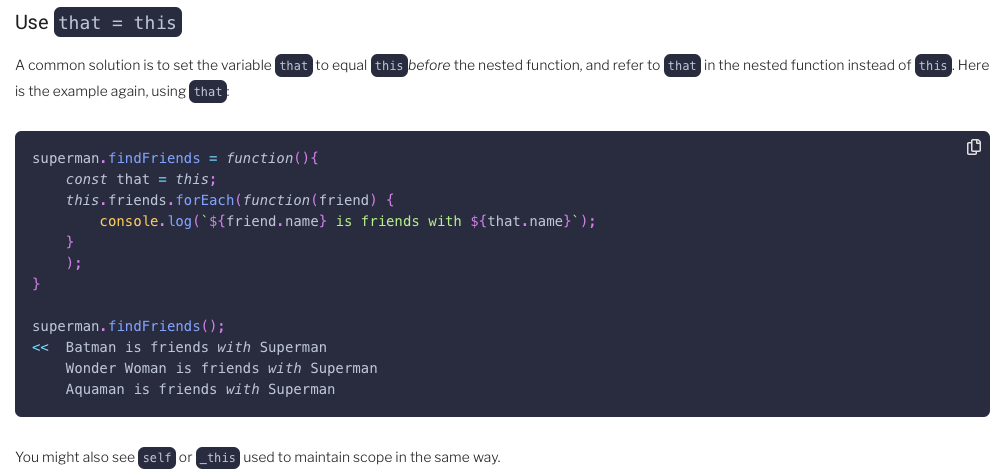 Use that = this
A common solution is to set the variable that to equal this before the nested function, and refer to that in the nested function instead of this. Here
is the example again, using that:
superman.findFriends = function(){
    const that = this;
    this.friends.forEach(function(friend) {
        console.log(`${friend.name} is friends with ${that.name}`);
    }
    );
}
superman.findFriends();
<<  Batman is friends with Superman
    Wonder Woman is friends with Superman
    Aquaman is friends with Superman
You might also see self or _this used to maintain scope in the same way.